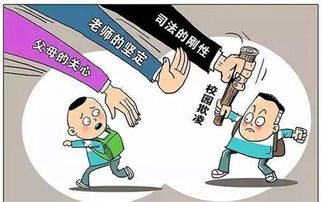 父母的关心
老师的坚定
司法的刚性
校园欺凌